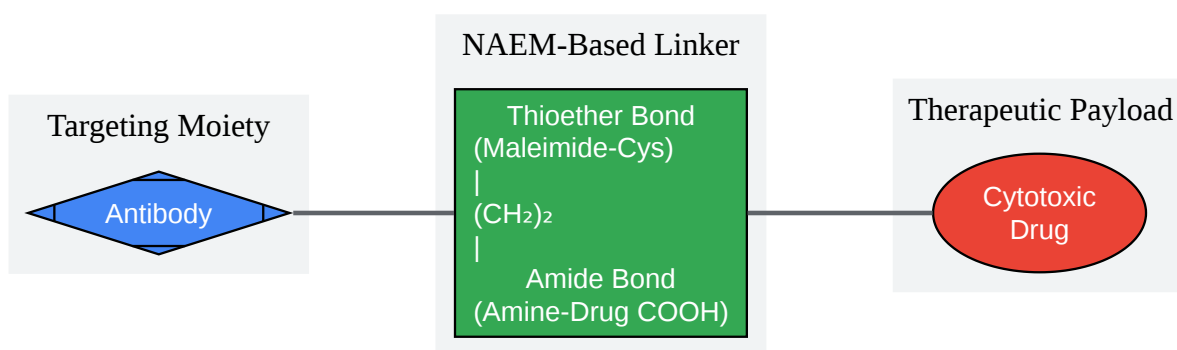 Targeting Moiety
Antibody
NAEM-Based Linker
Thioether Bond
(Maleimide-Cys)
|
(CH₂)₂
|
Amide Bond
(Amine-Drug COOH)
Therapeutic Payload
Cytotoxic
Drug